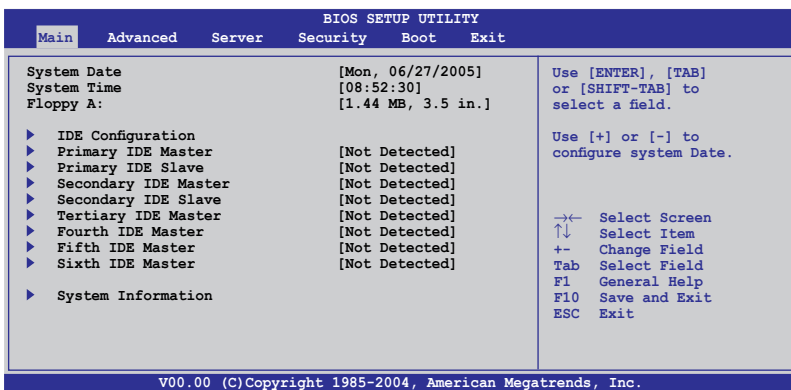 BIOS SETUP UTILITY
Main Advanced Server Security Boot Exit
System Date [Mon, 06/27/2005]
System Time [08:52:30]
Floppy A: [1.44 MB, 3.5 in.]
IDE Configuration
Primary IDE Master [Not Detected]
Primary IDE Slave [Not Detected]
Secondary IDE Master [Not Detected]
Secondary IDE Slave [Not Detected]
Tertiary IDE Master [Not Detected]
Fourth IDE Master [Not Detected]
Fifth IDE Master [Not Detected]
Sixth IDE Master [Not Detected]
System Information
Use [ENTER], [TAB]
or [SHIFT-TAB] to
select a field.
Use [+] or [-] to
configure system Date.
→← Select Screen
↑↓ Select Item
+- Change Field
Tab Select Field
F1 General Help
F10 Save and Exit
ESC Exit
V00.00 (C)Copyright 1985-2004, American Megatrends, Inc.